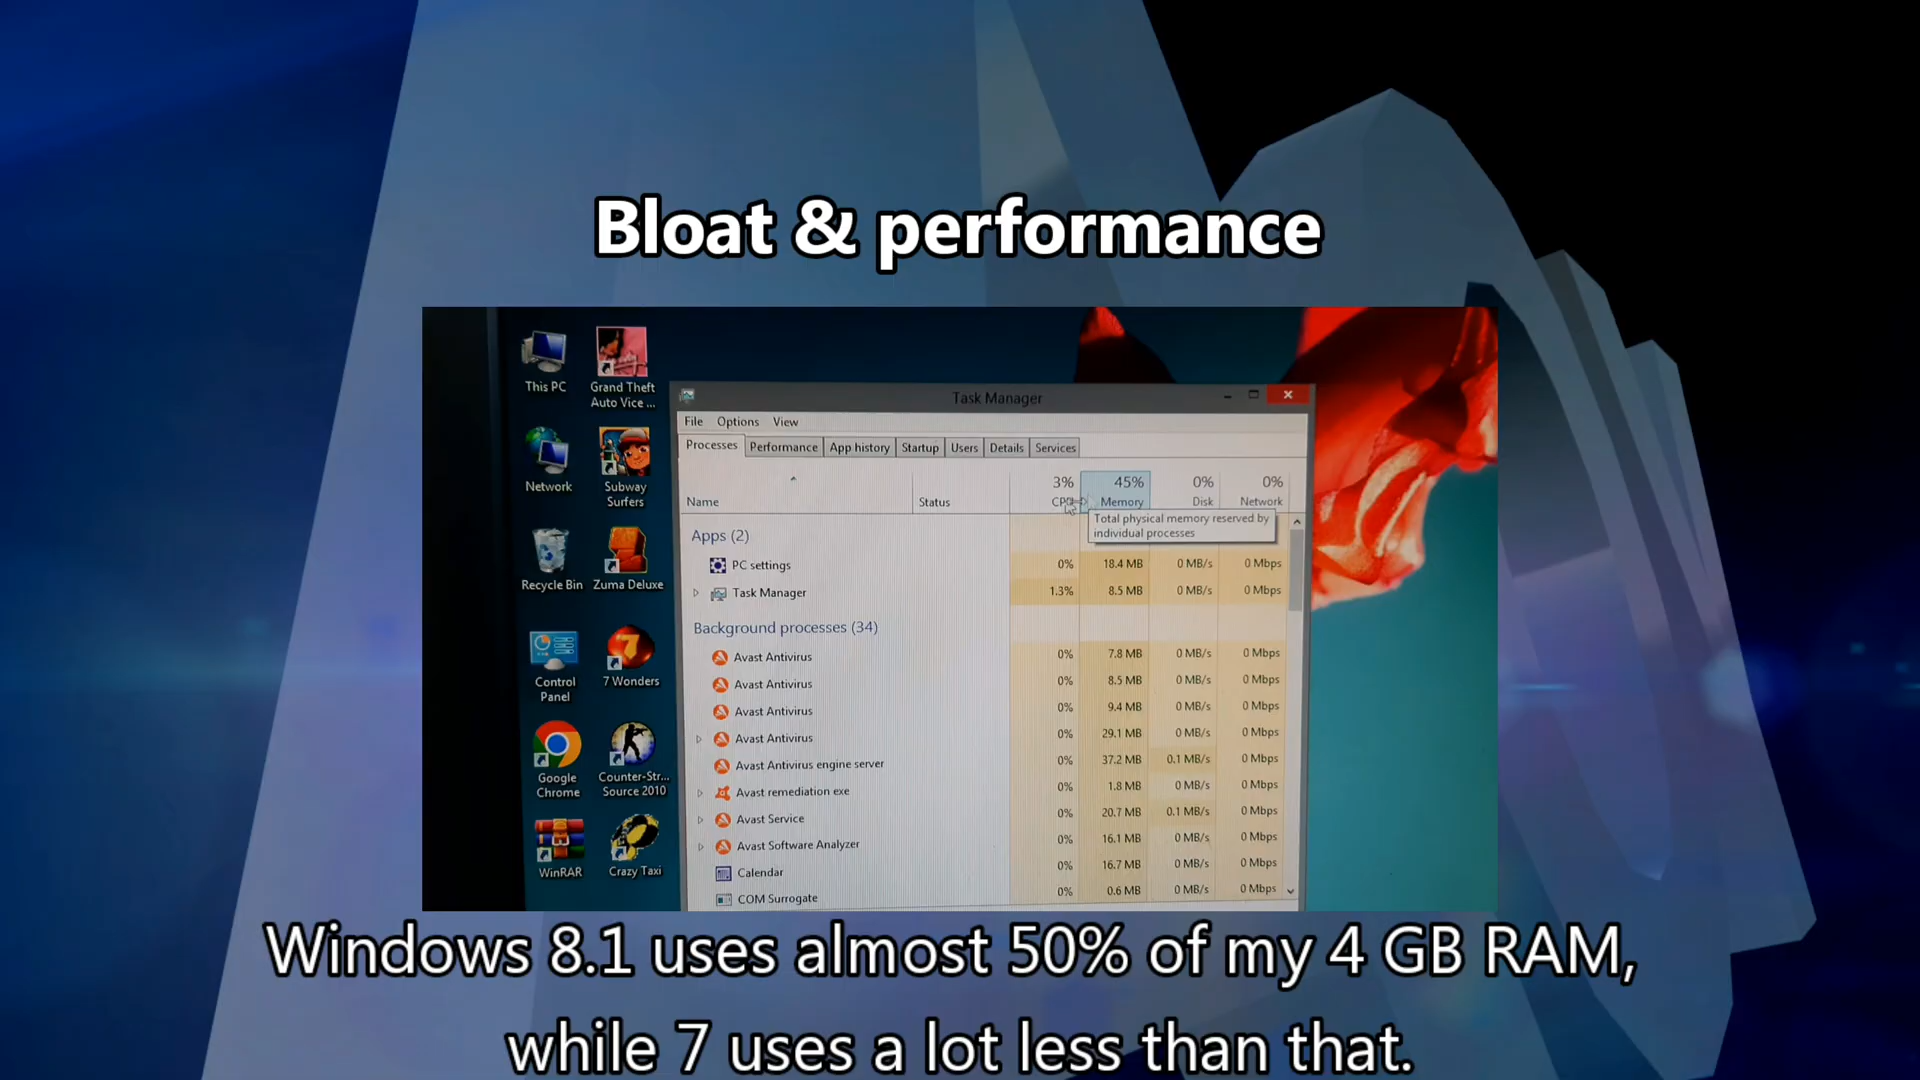 Bloat & performance
This PC
Grand Theft
Auto Vice ...
Network
Subway
Surfers
Recycle Bin
Zuma Deluxe
Control
Panel
7 Wonders
Google
Chrome
Counter-Str...
Source 2010
WinRAR
Crazy Taxi
Task Manager
File Options View
Processes Performance App history Startup Users Details Services
3% 45% 0% 0%
Name Status CPU Memory Disk Network
Total physical memory reserved by
individual processes
Apps (2)
PC settings 0% 18.4 MB 0 MB/s 0 Mbps
Task Manager 1.3% 8.5 MB 0 MB/s 0 Mbps
Background processes (34)
Avast Antivirus 0% 7.8 MB 0 MB/s 0 Mbps
Avast Antivirus 0% 8.5 MB 0 MB/s 0 Mbps
Avast Antivirus 0% 9.4 MB 0 MB/s 0 Mbps
Avast Antivirus 0% 29.1 MB 0 MB/s 0 Mbps
Avast Antivirus engine server 0% 37.2 MB 0.1 MB/s 0 Mbps
Avast remediation exe 0% 1.8 MB 0 MB/s 0 Mbps
Avast Service 0% 20.7 MB 0.1 MB/s 0 Mbps
Avast Software Analyzer 0% 16.1 MB 0 MB/s 0 Mbps
Calendar 0% 16.7 MB 0 MB/s 0 Mbps
COM Surrogate 0% 0.6 MB 0 MB/s 0 Mbps
Windows 8.1 uses almost 50% of my 4 GB RAM,
while 7 uses a lot less than that.